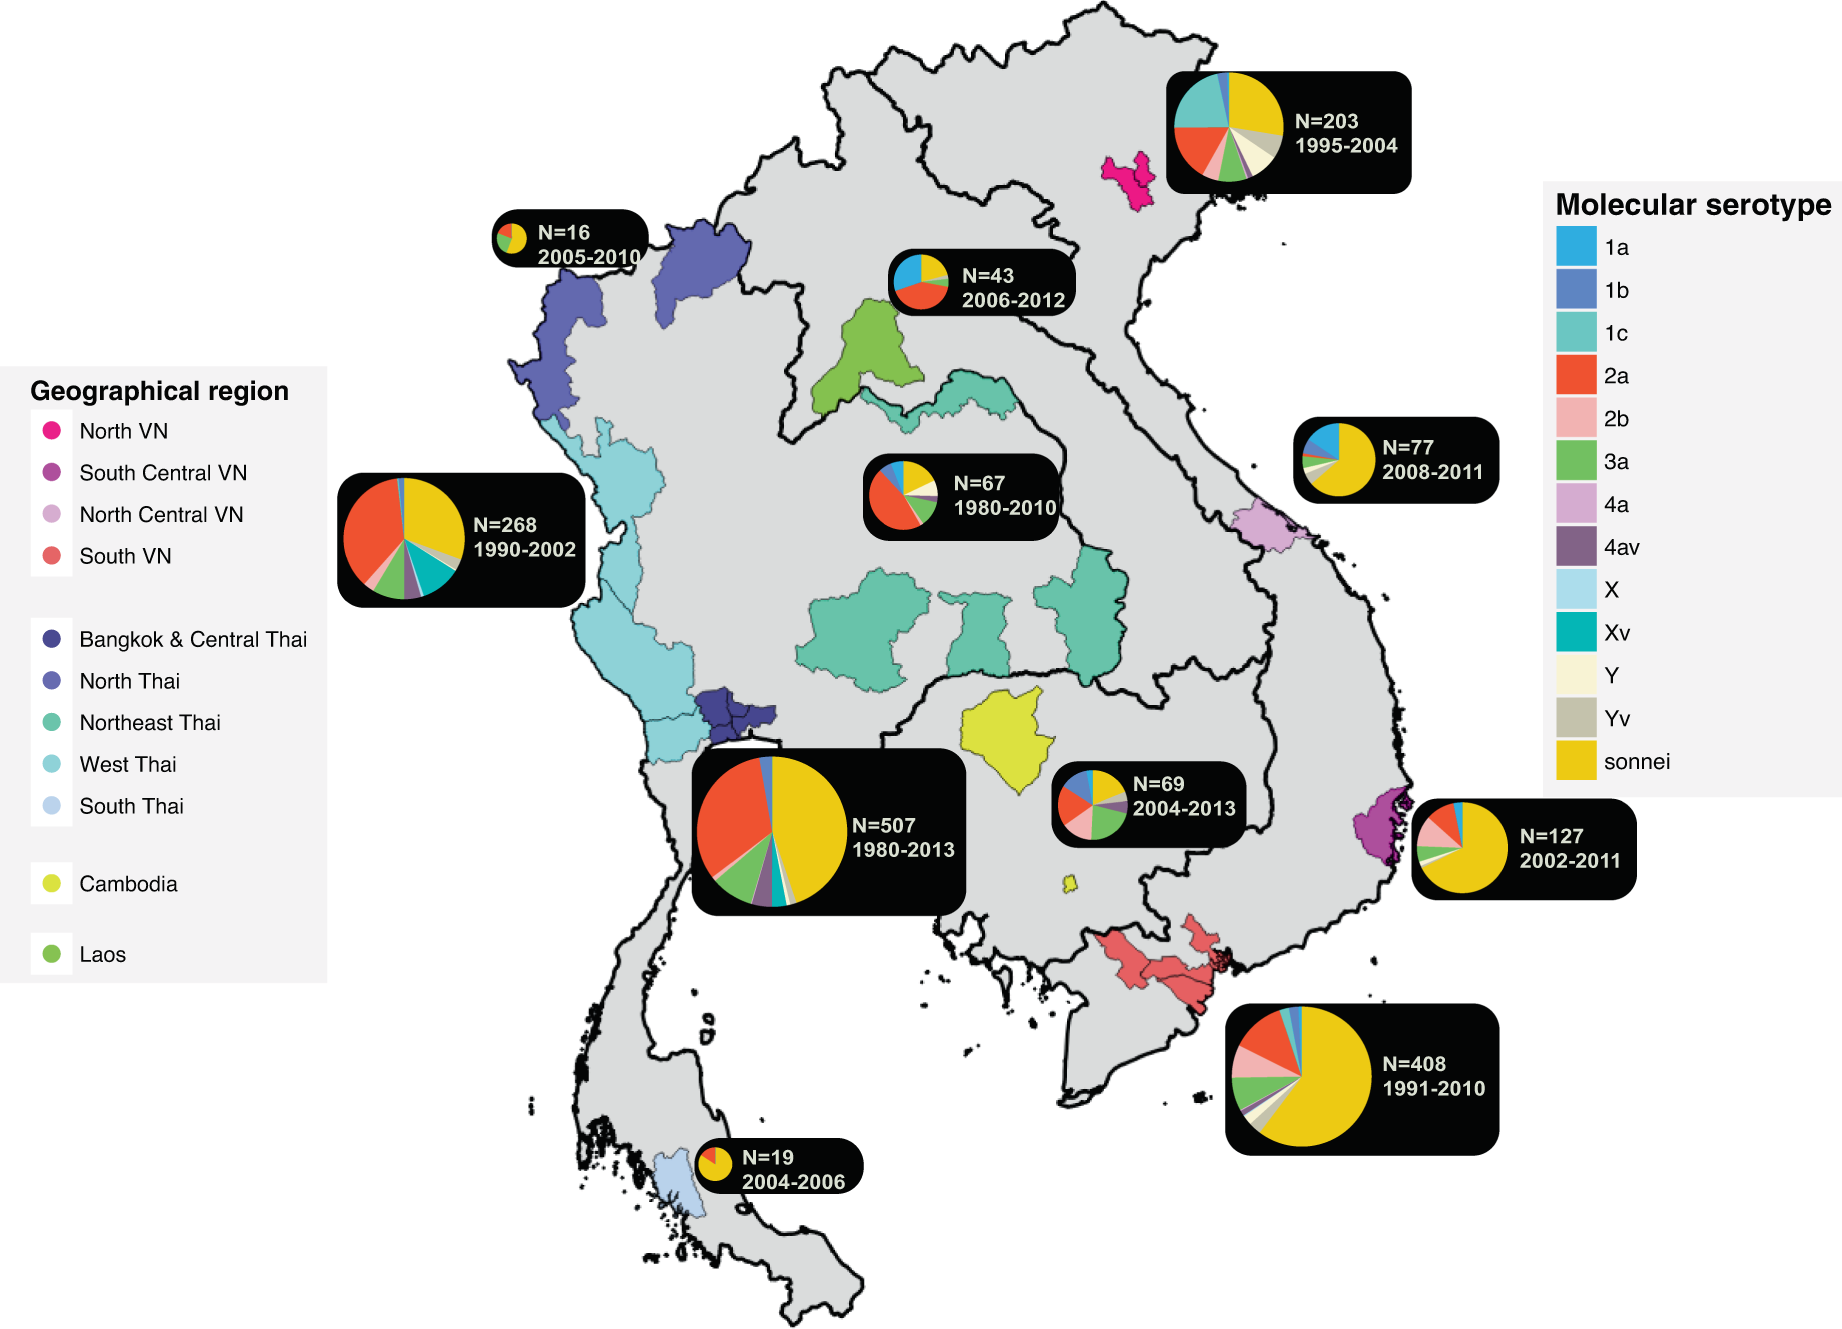 N=203
1995-2004
Molecular serotype
1a
1b
1c
2a
2b
3a
4a
4av
X
Xv
Y
Yv
sonnei
N=16
2005-2010
N=43
2006-2012
Geographical region
North VN
South Central VN
North Central VN
South VN
Bangkok & Central Thai
North Thai
Northeast Thai
West Thai
South Thai
Cambodia
Laos
N=77
2008-2011
N=67
1980-2010
N=268
1990-2002
N=69
2004-2013
N=507
1980-2013
N=127
2002-2011
N=408
1991-2010
N=19
2004-2006